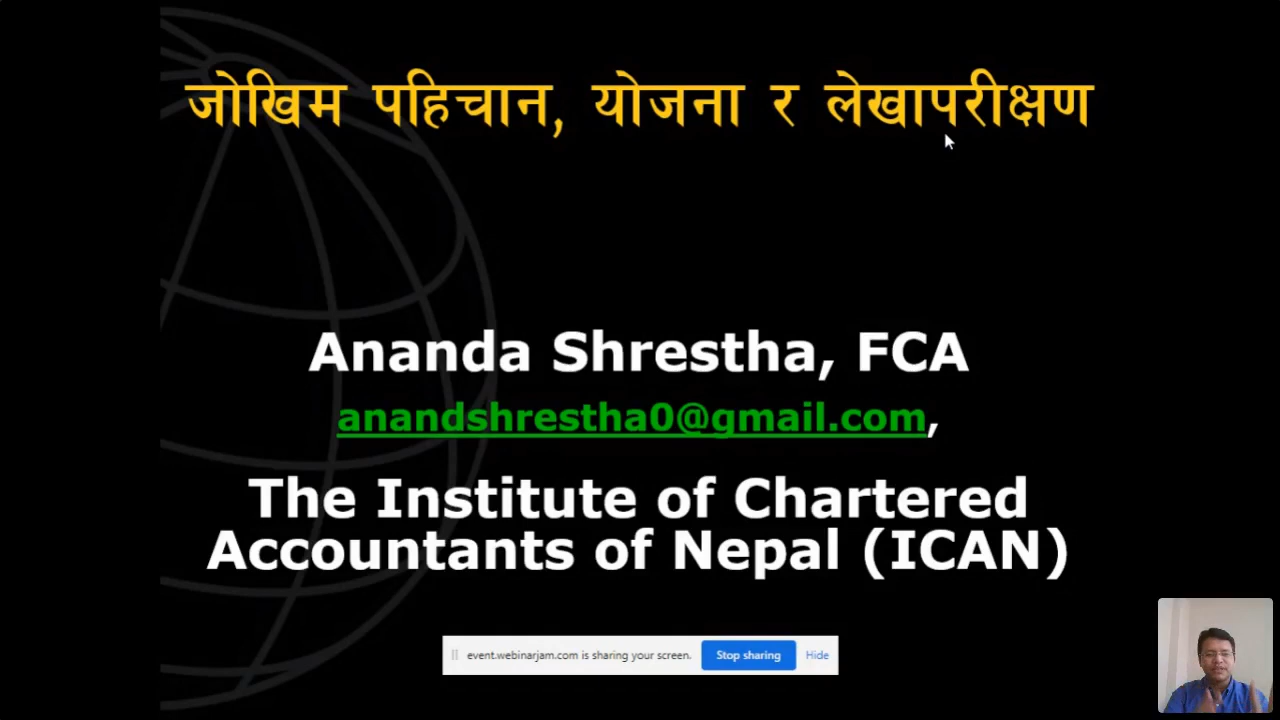 जोखिम पहिचान, योजना र लेखापरीक्षण
Ananda Shrestha, FCA
anandshrestha0@gmail.com,
The Institute of Chartered
Accountants of Nepal (ICAN)
event.webinarjam.com is sharing your screen. Stop sharing Hide